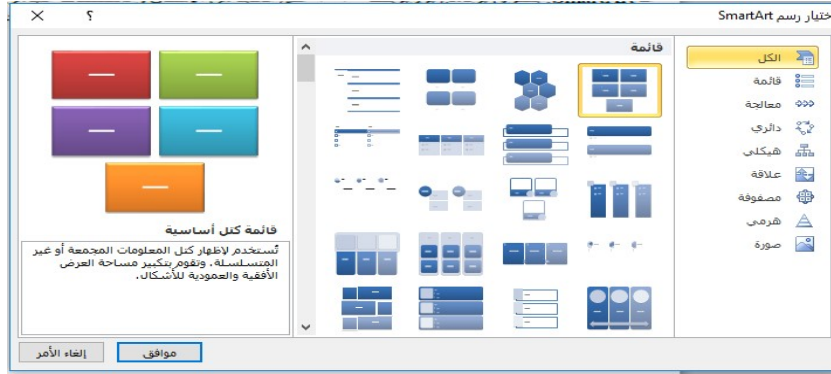 ختيار رسم SmartArt
؟
الكل
قائمة
معالجة
دائري
هيكلي
علاقة
مصفوفة
هرمي
صورة
قائمة
قائمة كتل أساسية
تُستخدم لإظهار كتل المعلومات المجمعة أو غير
المتسلسلة. وتقوم بتكبير مساحة العرض
الأفقية والعمودية للأشكال.
موافق
إلغاء الأمر